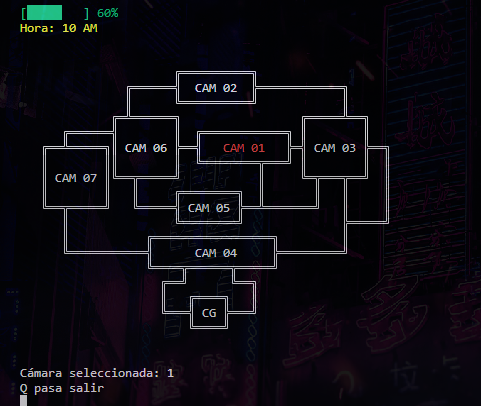 [█████   ] 60%
Hora: 10 AM
CAM 02
CAM 06
CAM 01
CAM 03
CAM 07
CAM 05
CAM 04
CG
Cámara seleccionada: 1
Q pasa salir